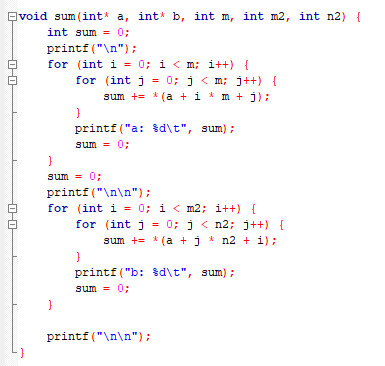 void sum(int* a, int* b, int m, int m2, int n2) {
    int sum = 0;
    printf("\n");
    for (int i = 0; i < m; i++) {
        for (int j = 0; j < m; j++) {
            sum += *(a + i * m + j);
        }
        printf("a: %d\t", sum);
        sum = 0;
    }
    sum = 0;
    printf("\n\n");
    for (int i = 0; i < m2; i++) {
        for (int j = 0; j < n2; j++) {
            sum += *(a + j * n2 + i);
        }
        printf("b: %d\t", sum);
        sum = 0;
    }

    printf("\n\n");
}